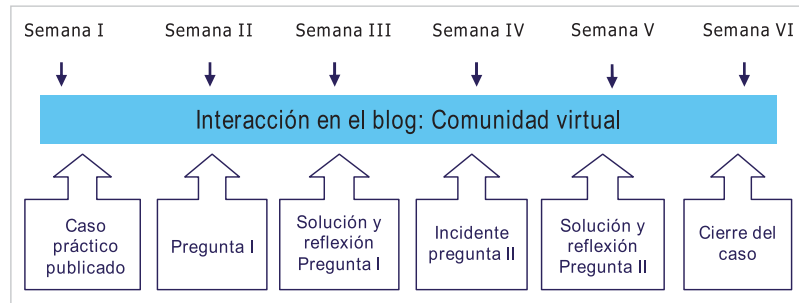 Semana I Semana II Semana III Semana IV Semana V Semana VI
Interacción en el blog: Comunidad virtual
Caso
práctico
publicado
Pregunta I
Solución y
reflexión
Pregunta I
Incidente
pregunta II
Solución y
reflexión
Pregunta II
Cierre del
caso